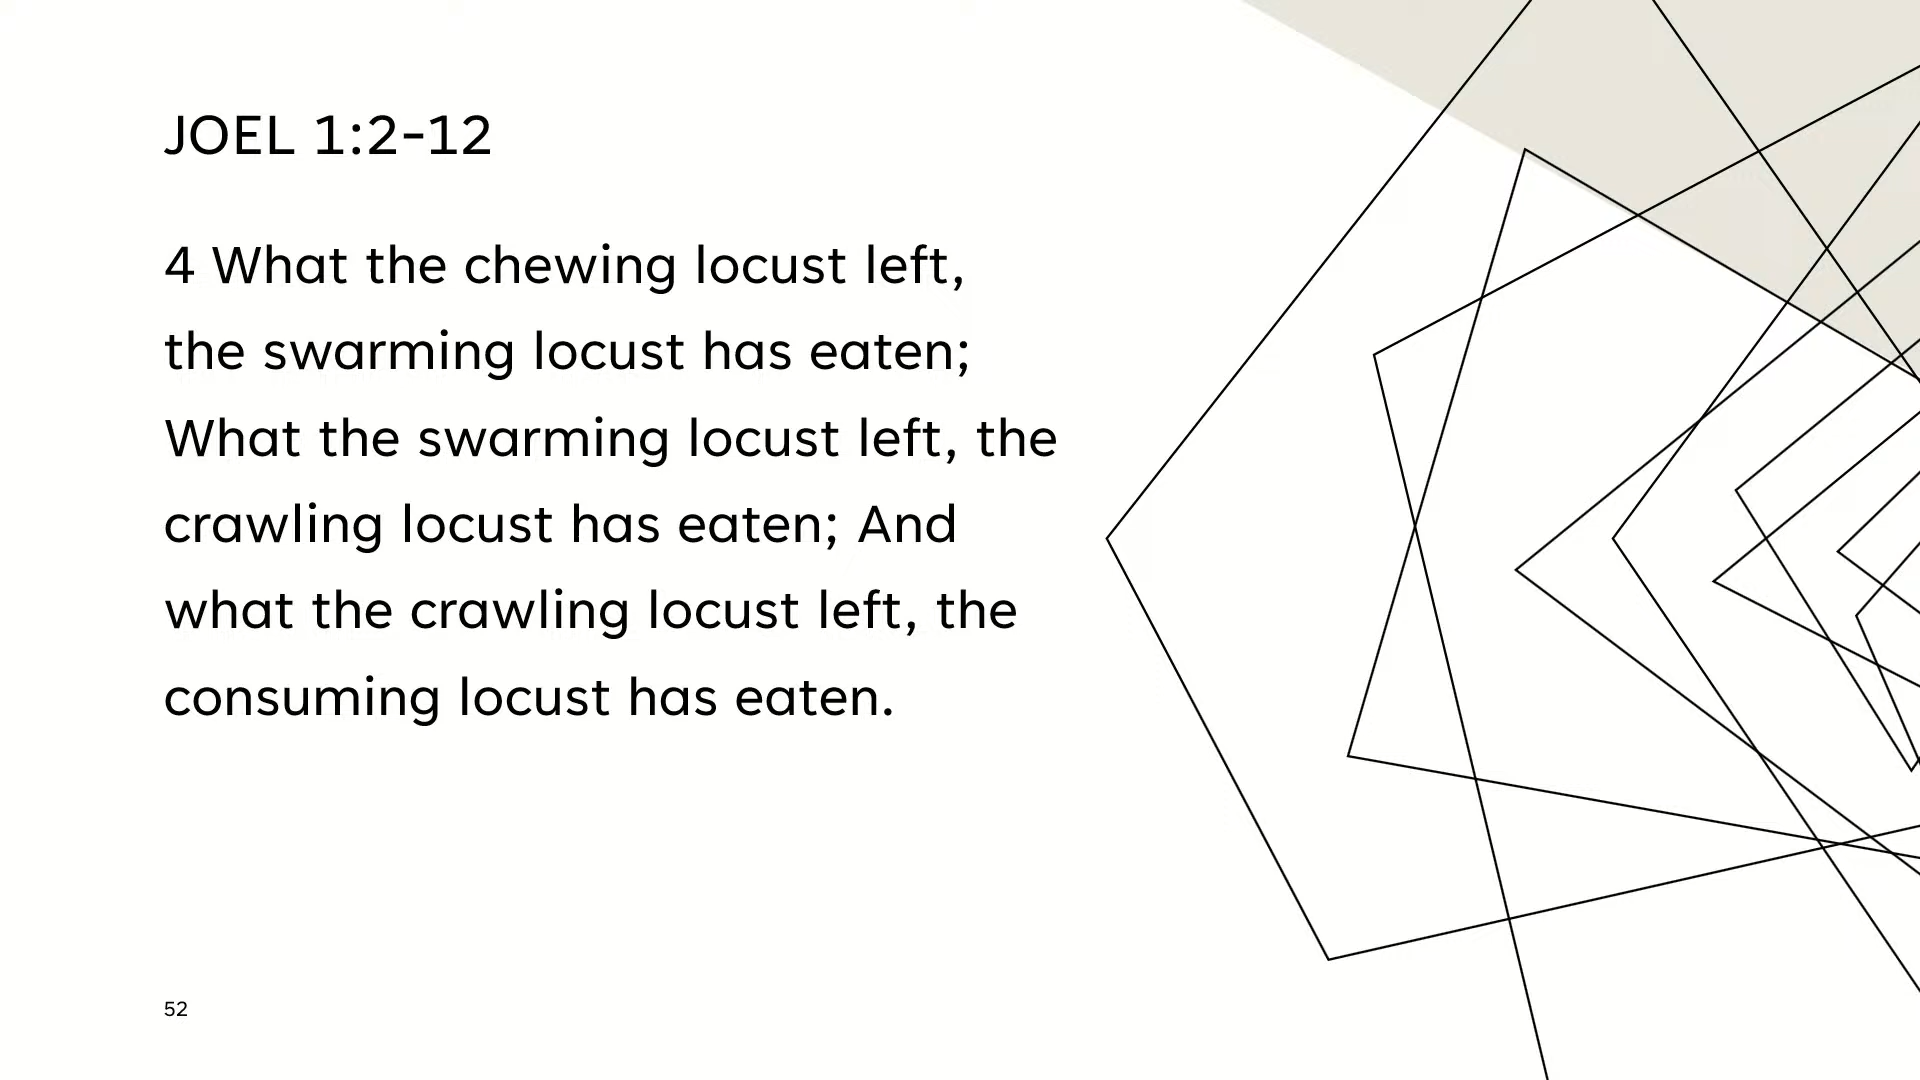 JOEL 1:2-12
4 What the chewing locust left,
the swarming locust has eaten;
What the swarming locust left, the
crawling locust has eaten; And
what the crawling locust left, the
consuming locust has eaten.
52